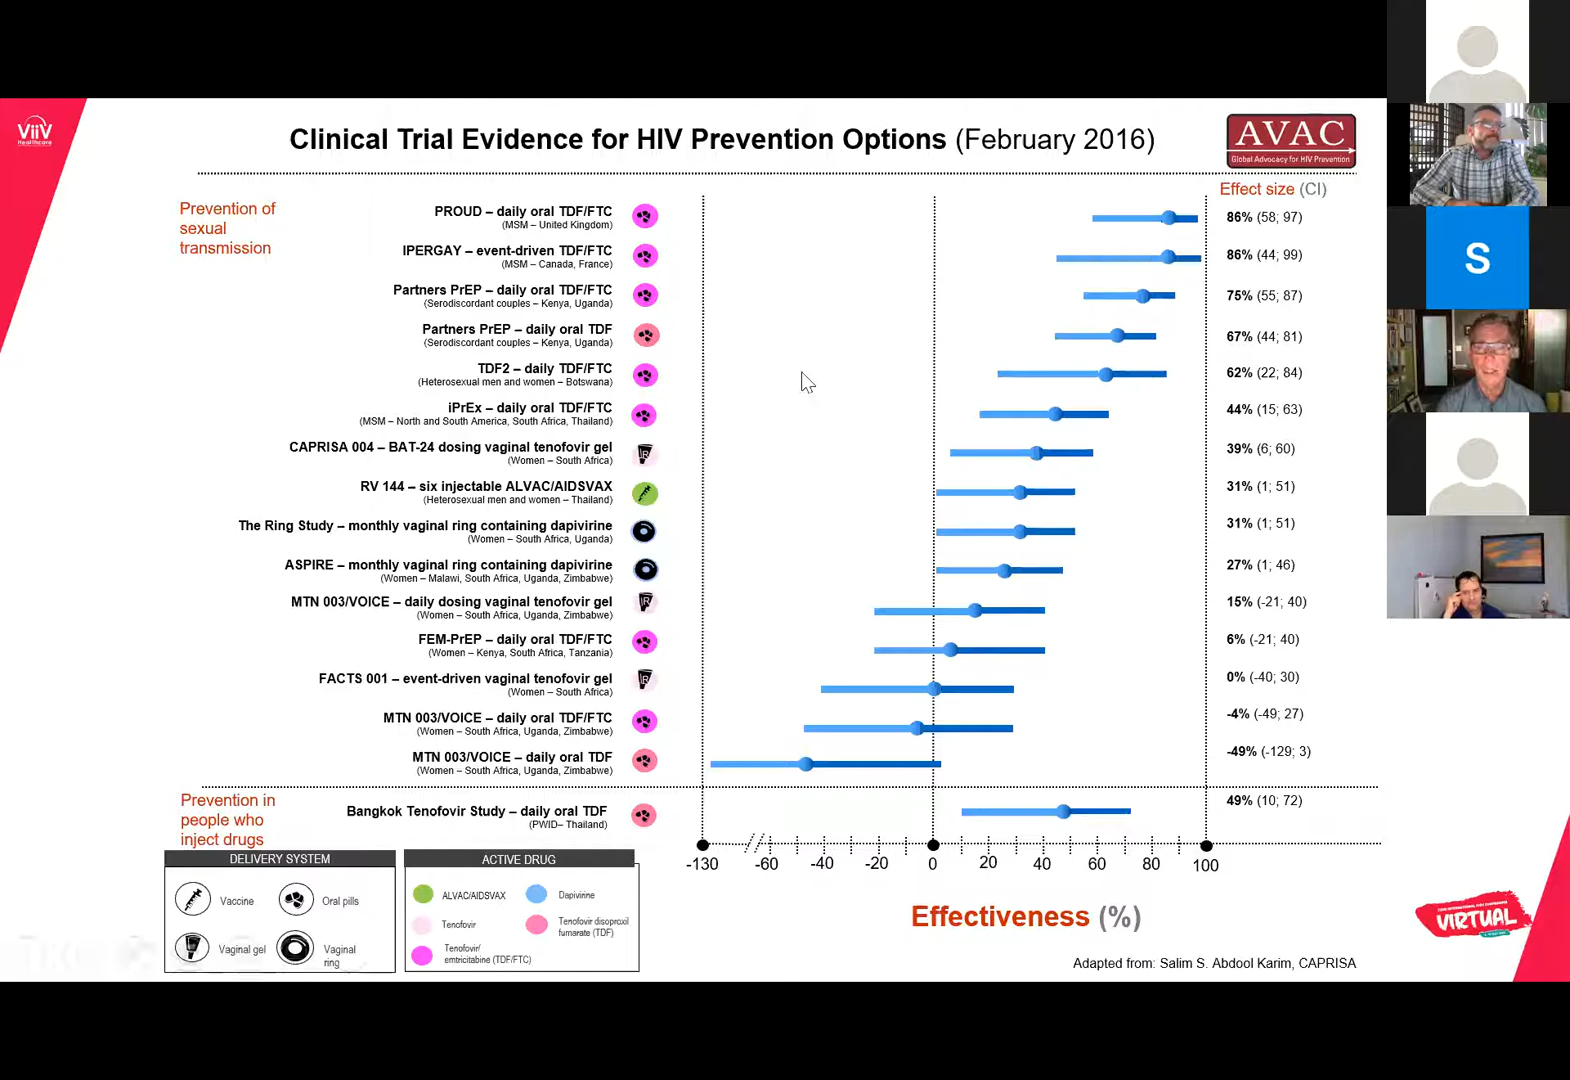 ViiV
Healthcare
Clinical Trial Evidence for HIV Prevention Options (February 2016)
AVAC
Global Advocacy for HIV Prevention
Effect size (CI)
Prevention of
sexual
transmission
PROUD – daily oral TDF/FTC
(MSM – United Kingdom)
86% (58; 97)
IPERGAY – event-driven TDF/FTC
(MSM – Canada, France)
86% (44; 99)
Partners PrEP – daily oral TDF/FTC
(Serodiscordant couples – Kenya, Uganda)
75% (55; 87)
Partners PrEP – daily oral TDF
(Serodiscordant couples – Kenya, Uganda)
67% (44; 81)
TDF2 – daily TDF/FTC
(Heterosexual men and women – Botswana)
62% (22; 84)
iPrEx – daily oral TDF/FTC
(MSM – North and South America, South Africa, Thailand)
44% (15; 63)
CAPRISA 004 – BAT-24 dosing vaginal tenofovir gel
(Women – South Africa)
39% (6; 60)
RV 144 – six injectable ALVAC/AIDSVAX
(Heterosexual men and women – Thailand)
31% (1; 51)
The Ring Study – monthly vaginal ring containing dapivirine
(Women – South Africa, Uganda)
31% (1; 51)
ASPIRE – monthly vaginal ring containing dapivirine
(Women – Malawi, South Africa, Uganda, Zimbabwe)
27% (1; 46)
MTN 003/VOICE – daily dosing vaginal tenofovir gel
(Women – South Africa, Uganda, Zimbabwe)
15% (-21; 40)
FEM-PrEP – daily oral TDF/FTC
(Women – Kenya, South Africa, Tanzania)
6% (-21; 40)
FACTS 001 – event-driven vaginal tenofovir gel
(Women – South Africa)
0% (-40; 30)
MTN 003/VOICE – daily oral TDF/FTC
(Women – South Africa, Uganda, Zimbabwe)
-4% (-49; 27)
MTN 003/VOICE – daily oral TDF
(Women – South Africa, Uganda, Zimbabwe)
-49% (-129; 3)
Prevention in
people who
inject drugs
Bangkok Tenofovir Study – daily oral TDF
(PWID– Thailand)
49% (10; 72)
-130 -60 -40 -20 0 20 40 60 80 100
Effectiveness (%)
DELIVERY SYSTEM
Vaccine
Oral pills
Vaginal gel
Vaginal
ring
ACTIVE DRUG
ALVAC/AIDSVAX
Dapivirine
Tenofovir
Tenofovir disoproxil
fumarate (TDF)
Tenofovir/
emtricitabine (TDF/FTC)
VIRTUAL
Adapted from: Salim S. Abdool Karim, CAPRISA
S